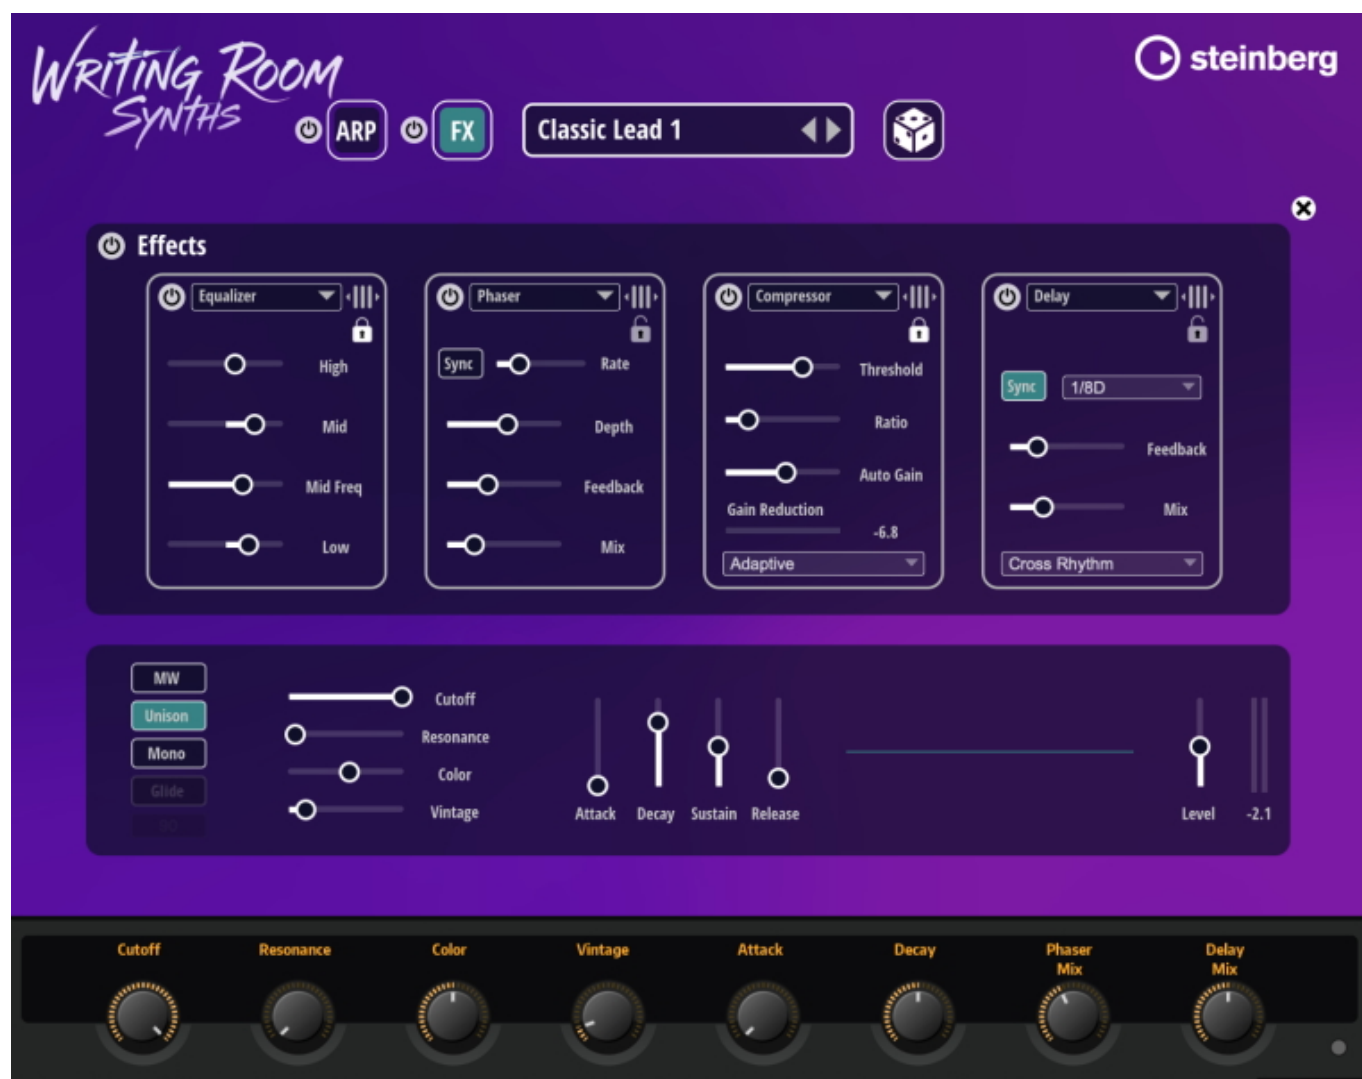 WRITING ROOM
SYNTHS
steinberg
ARP
FX
Classic Lead 1
Effects
Equalizer
High
Mid
Mid Freq
Low
Phaser
Sync
Rate
Depth
Feedback
Mix
Compressor
Threshold
Ratio
Auto Gain
Gain Reduction
-6.8
Adaptive
Delay
Sync
1/8D
Feedback
Mix
Cross Rhythm
MW
Unison
Mono
Glide
Cutoff
Resonance
Color
Vintage
Attack
Decay
Sustain
Release
Level
-2.1
Cutoff
Resonance
Color
Vintage
Attack
Decay
Phaser
Mix
Delay
Mix